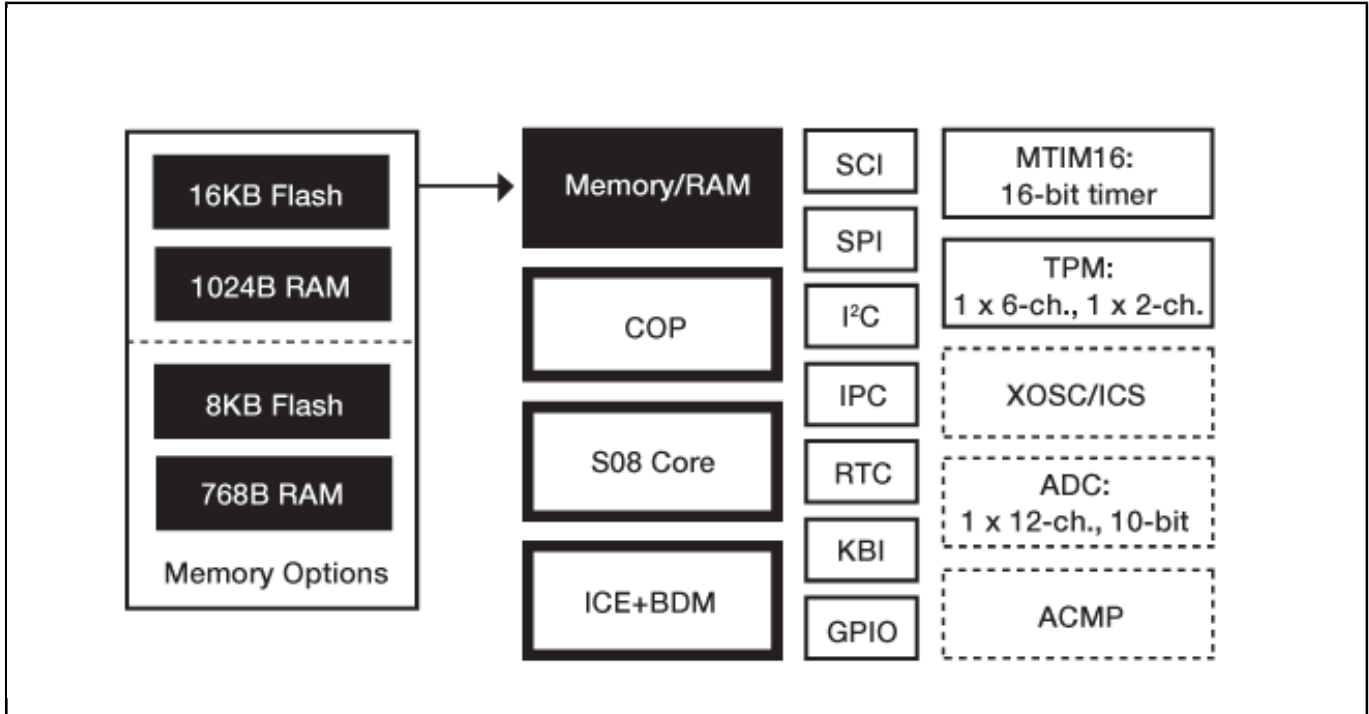 16KB Flash
1024B RAM
8KB Flash
768B RAM
Memory Options
Memory/RAM
COP
S08 Core
ICE+BDM
SCI
SPI
I²C
IPC
RTC
KBI
GPIO
MTIM16:
16-bit timer
TPM:
1 x 6-ch., 1 x 2-ch.
XOSC/ICS
ADC:
1 x 12-ch., 10-bit
ACMP